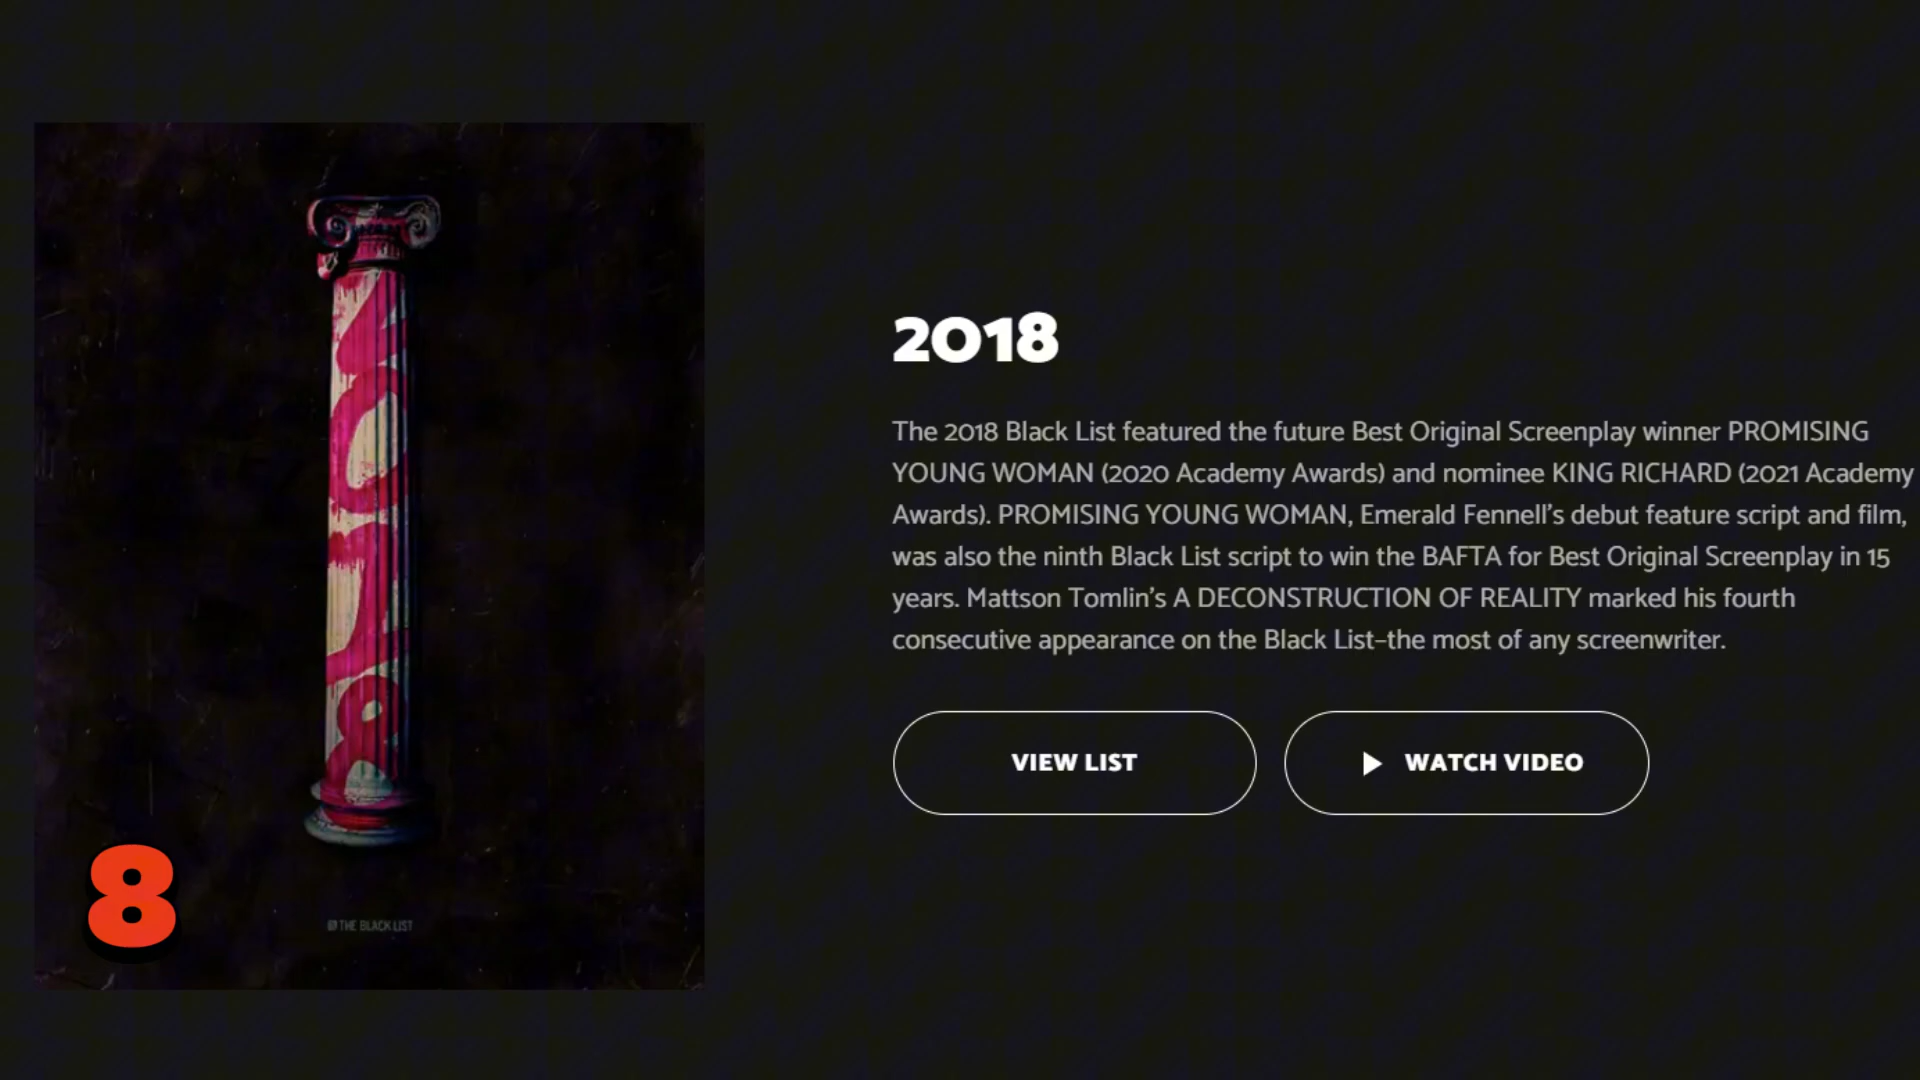 2018
8
THE BLACK LIST
2018
The 2018 Black List featured the future Best Original Screenplay winner PROMISING
YOUNG WOMAN (2020 Academy Awards) and nominee KING RICHARD (2021 Academy
Awards). PROMISING YOUNG WOMAN, Emerald Fennell’s debut feature script and film,
was also the ninth Black List script to win the BAFTA for Best Original Screenplay in 15
years. Mattson Tomlin’s A DECONSTRUCTION OF REALITY marked his fourth
consecutive appearance on the Black List–the most of any screenwriter.
VIEW LIST
WATCH VIDEO